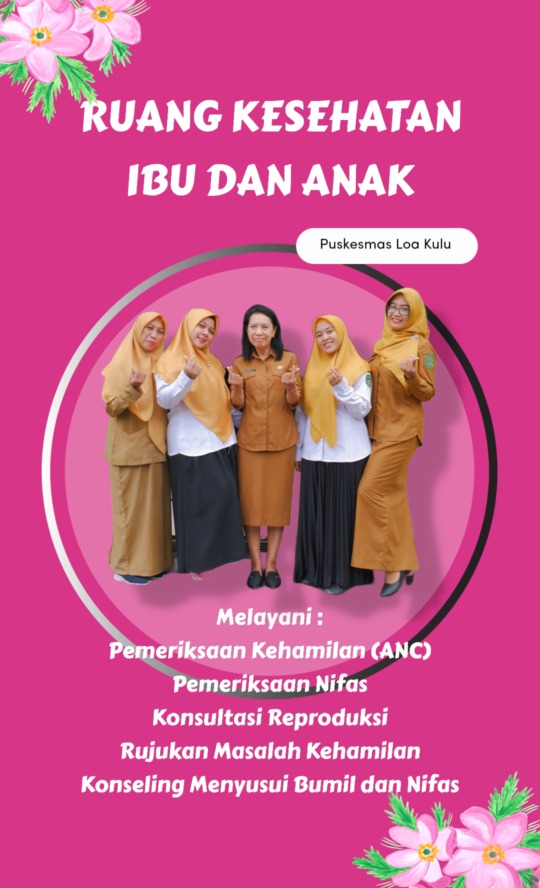 RUANG KESEHATAN
IBU DAN ANAK
Puskesmas Loa Kulu
Melayani :
Pemeriksaan Kehamilan (ANC)
Pemeriksaan Nifas
Konsultasi Reproduksi
Rujukan Masalah Kehamilan
Konseling Menyusui Bumil dan Nifas